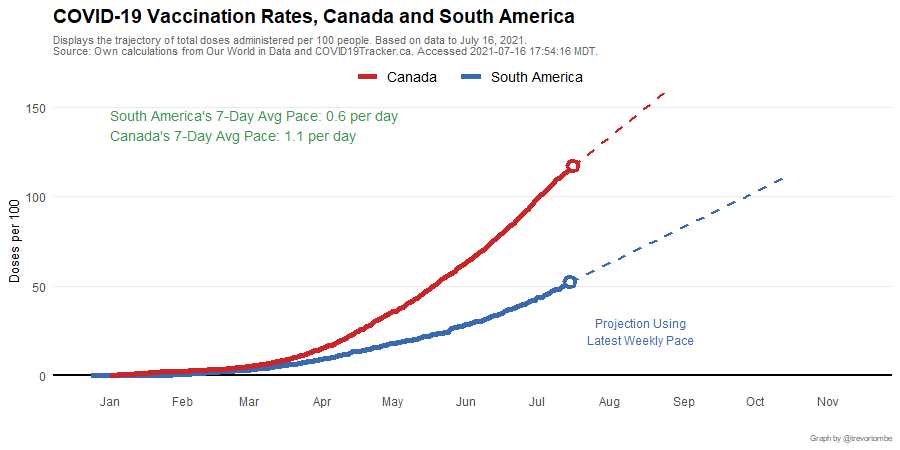 COVID-19 Vaccination Rates, Canada and South America
Displays the trajectory of total doses administered per 100 people. Based on data to July 16, 2021.
Source: Own calculations from Our World in Data and COVID19Tracker.ca. Accessed 2021-07-16 17:54:16 MDT.
Canada South America
South America's 7-Day Avg Pace: 0.6 per day
Canada's 7-Day Avg Pace: 1.1 per day
Doses per 100
150
100
50
0
Projection Using
Latest Weekly Pace
Jan Feb Mar Apr May Jun Jul Aug Sep Oct Nov
Graph by @trevortombe